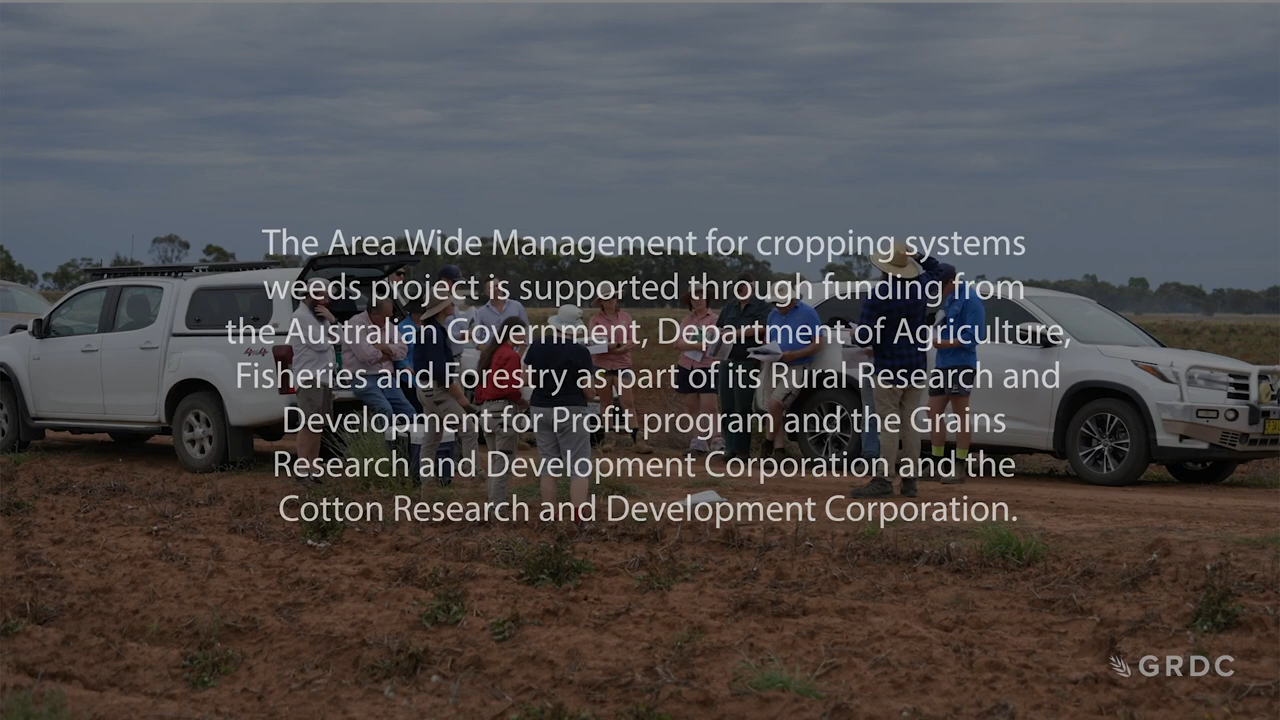 The Area Wide Management for cropping systems
weeds project is supported through funding from
the Australian Government, Department of Agriculture,
Fisheries and Forestry as part of its Rural Research and
Development for Profit program and the Grains
Research and Development Corporation and the
Cotton Research and Development Corporation.
4x4
GRDC